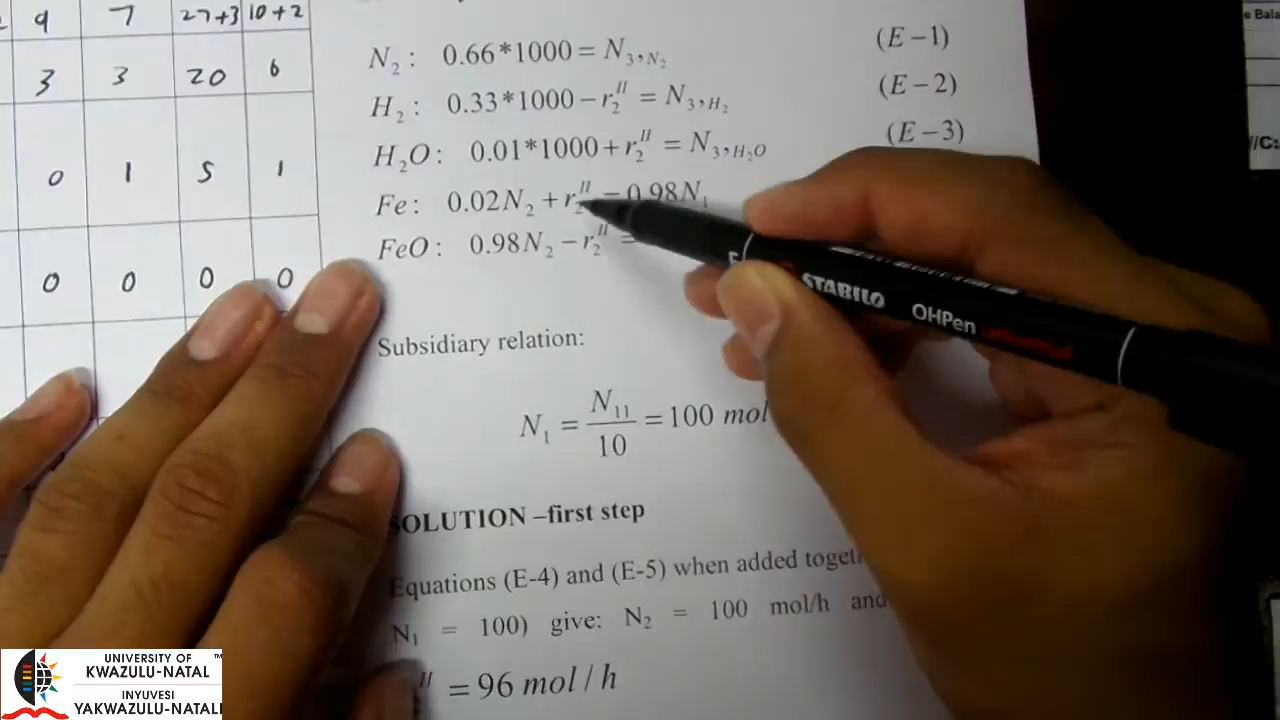 9 7 27+3 10+2
3 3 20 6
0 1 5 1
0 0 0 0
N₂ : 0.66*1000 = N₃,N₂ (E−1)
H₂ : 0.33*1000 − r₂ᴵᴵ = N₃,H₂ (E−2)
H₂O : 0.01*1000 + r₂ᴵᴵ = N₃,H₂O (E−3)
Fe : 0.02N₂ + r₂ᴵᴵ = 0.98N₁
FeO : 0.98N₂ − r₂ᴵᴵ =
Subsidiary relation:
N₁ = N₁₁ / 10 = 100 mol
SOLUTION –first step
Equations (E-4) and (E-5) when added
N₁ = 100) give: N₂ = 100 mol/h and
ᴵᴵ = 96 mol / h
STABILO OHPen
e Bala
//C:
UNIVERSITY OF ™
KWAZULU-NATAL
INYUVESI
YAKWAZULU-NATALI